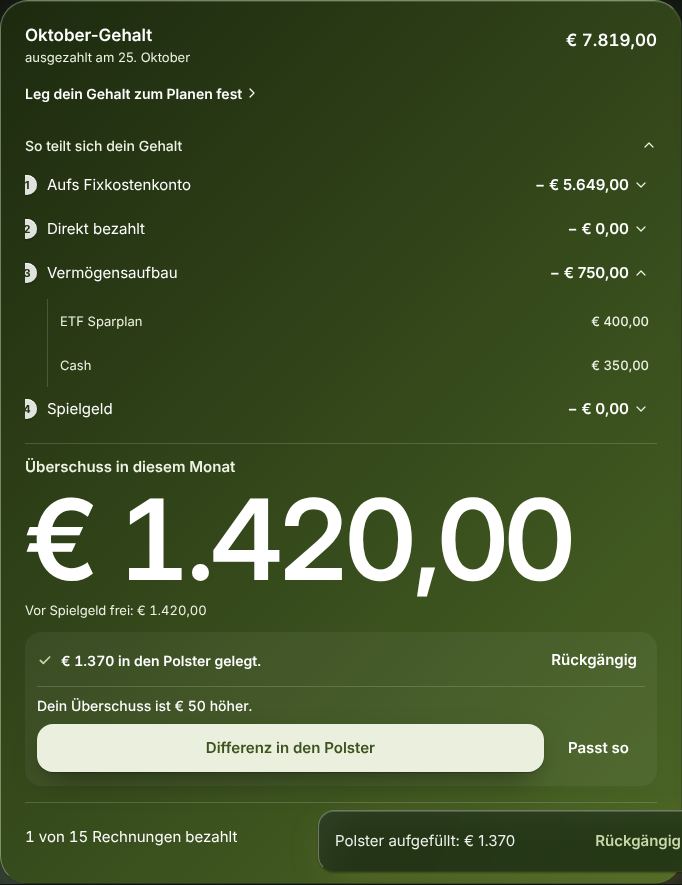 Oktober-Gehalt
€ 7.819,00
ausgezahlt am 25. Oktober
Leg dein Gehalt zum Planen fest
So teilt sich dein Gehalt
1 Aufs Fixkostenkonto – € 5.649,00
2 Direkt bezahlt – € 0,00
3 Vermögensaufbau – € 750,00
ETF Sparplan € 400,00
Cash € 350,00
4 Spielgeld – € 0,00
Überschuss in diesem Monat
€ 1.420,00
Vor Spielgeld frei: € 1.420,00
€ 1.370 in den Polster gelegt. Rückgängig
Dein Überschuss ist € 50 höher.
Differenz in den Polster Passt so
1 von 15 Rechnungen bezahlt
Polster aufgefüllt: € 1.370 Rückgängig